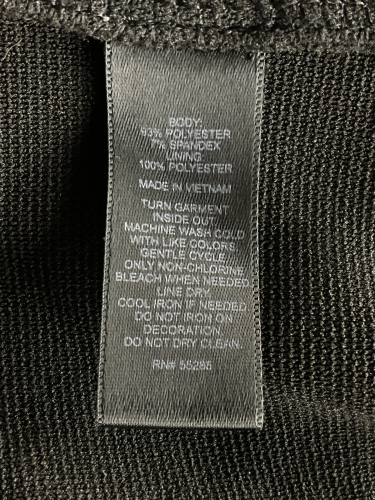 BODY:
93% POLYESTER
7% SPANDEX
LINING:
100% POLYESTER
MADE IN VIETNAM
TURN GARMENT
INSIDE OUT
MACHINE WASH COLD
WITH LIKE COLORS.
GENTLE CYCLE.
ONLY NON-CHLORINE
BLEACH WHEN NEEDED.
LINE DRY.
COOL IRON IF NEEDED.
DO NOT IRON ON
DECORATION.
DO NOT DRY CLEAN.
RN# 55285